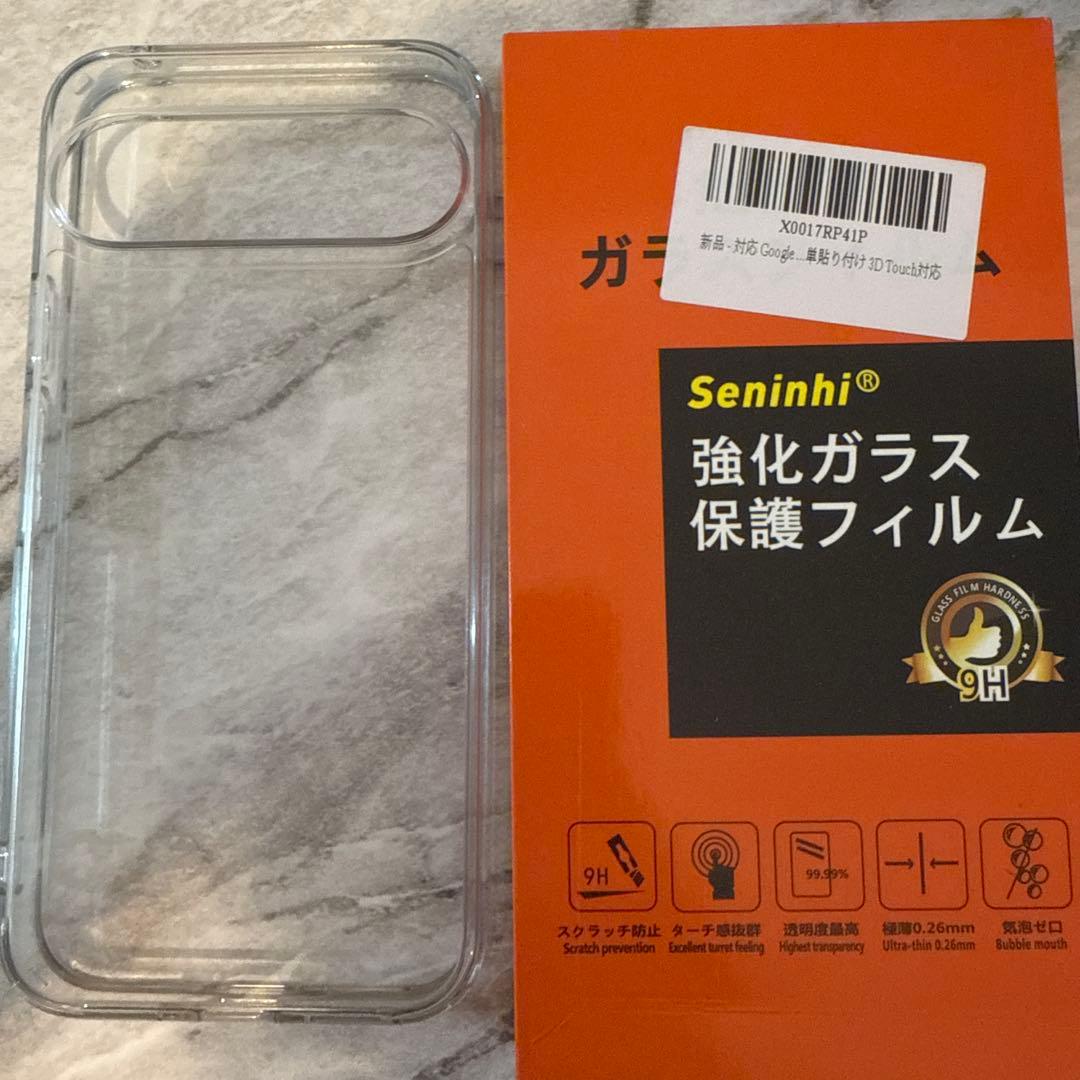 X0017RP41P
新品 - 対応 Google...単貼り付け 3D Touch対応
ガラ
ム
Seninhi®
強化ガラス
保護フィルム
GLASS FILM HARDNESS
9H
9H
99.99%
スクラッチ防止
Scratch prevention
ターチ感抜群
Excellent turret feeling
透明度最高
Highest transparency
極薄0.26mm
Ultra-thin 0.26mm
気泡ゼロ
Bubble mouth